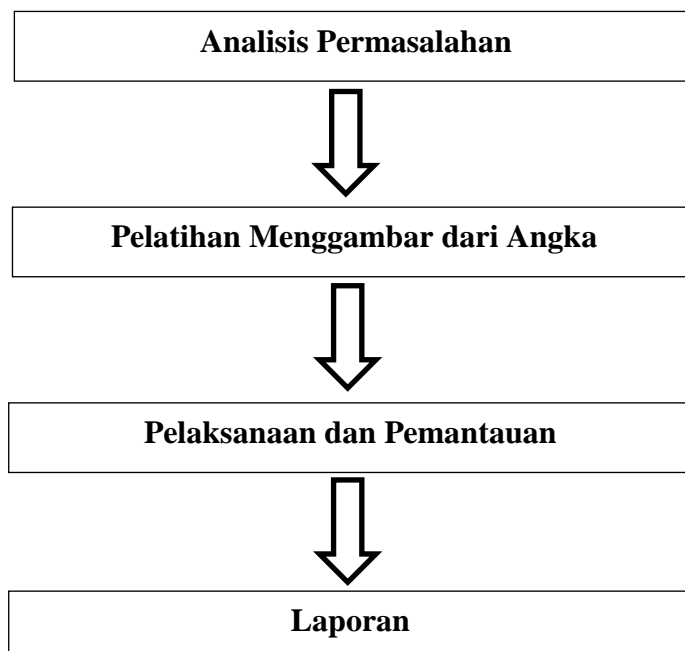 Analisis Permasalahan
Pelatihan Menggambar dari Angka
Pelaksanaan dan Pemantauan
Laporan